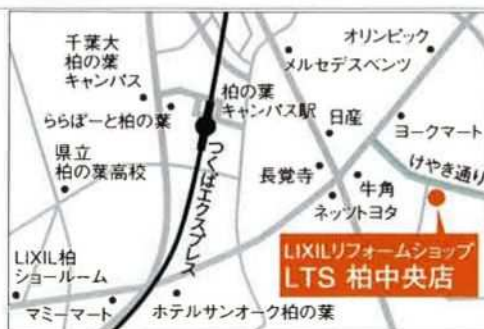 千葉大
柏の葉
キャンパス
ららぽーと柏の葉
県立
柏の葉高校
柏の葉
キャンパス駅
つくばエクスプレス
オリンピック
メルセデスベンツ
日産
ヨークマート
長覚寺
牛角
ネッツトヨタ
けやき通り
LIXILリフォームショップ
LTS 柏中央店
LIXIL柏
ショールーム
マミーマート
ホテルサンオーク柏の葉